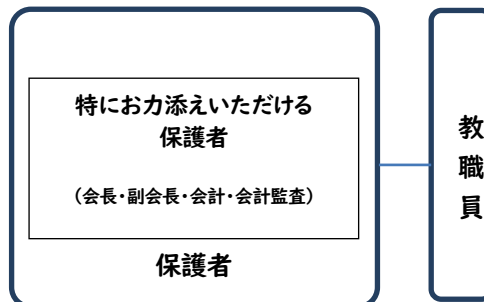 特にお力添えいただける
保護者
（会長・副会長・会計・会計監査）
保護者
教
職
員